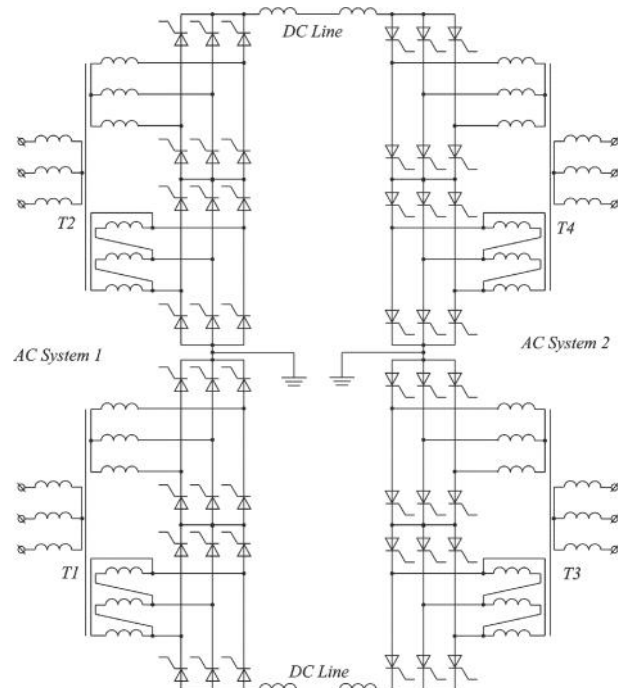 DC Line
T2
T4
AC System 1
AC System 2
T1
T3
DC Line